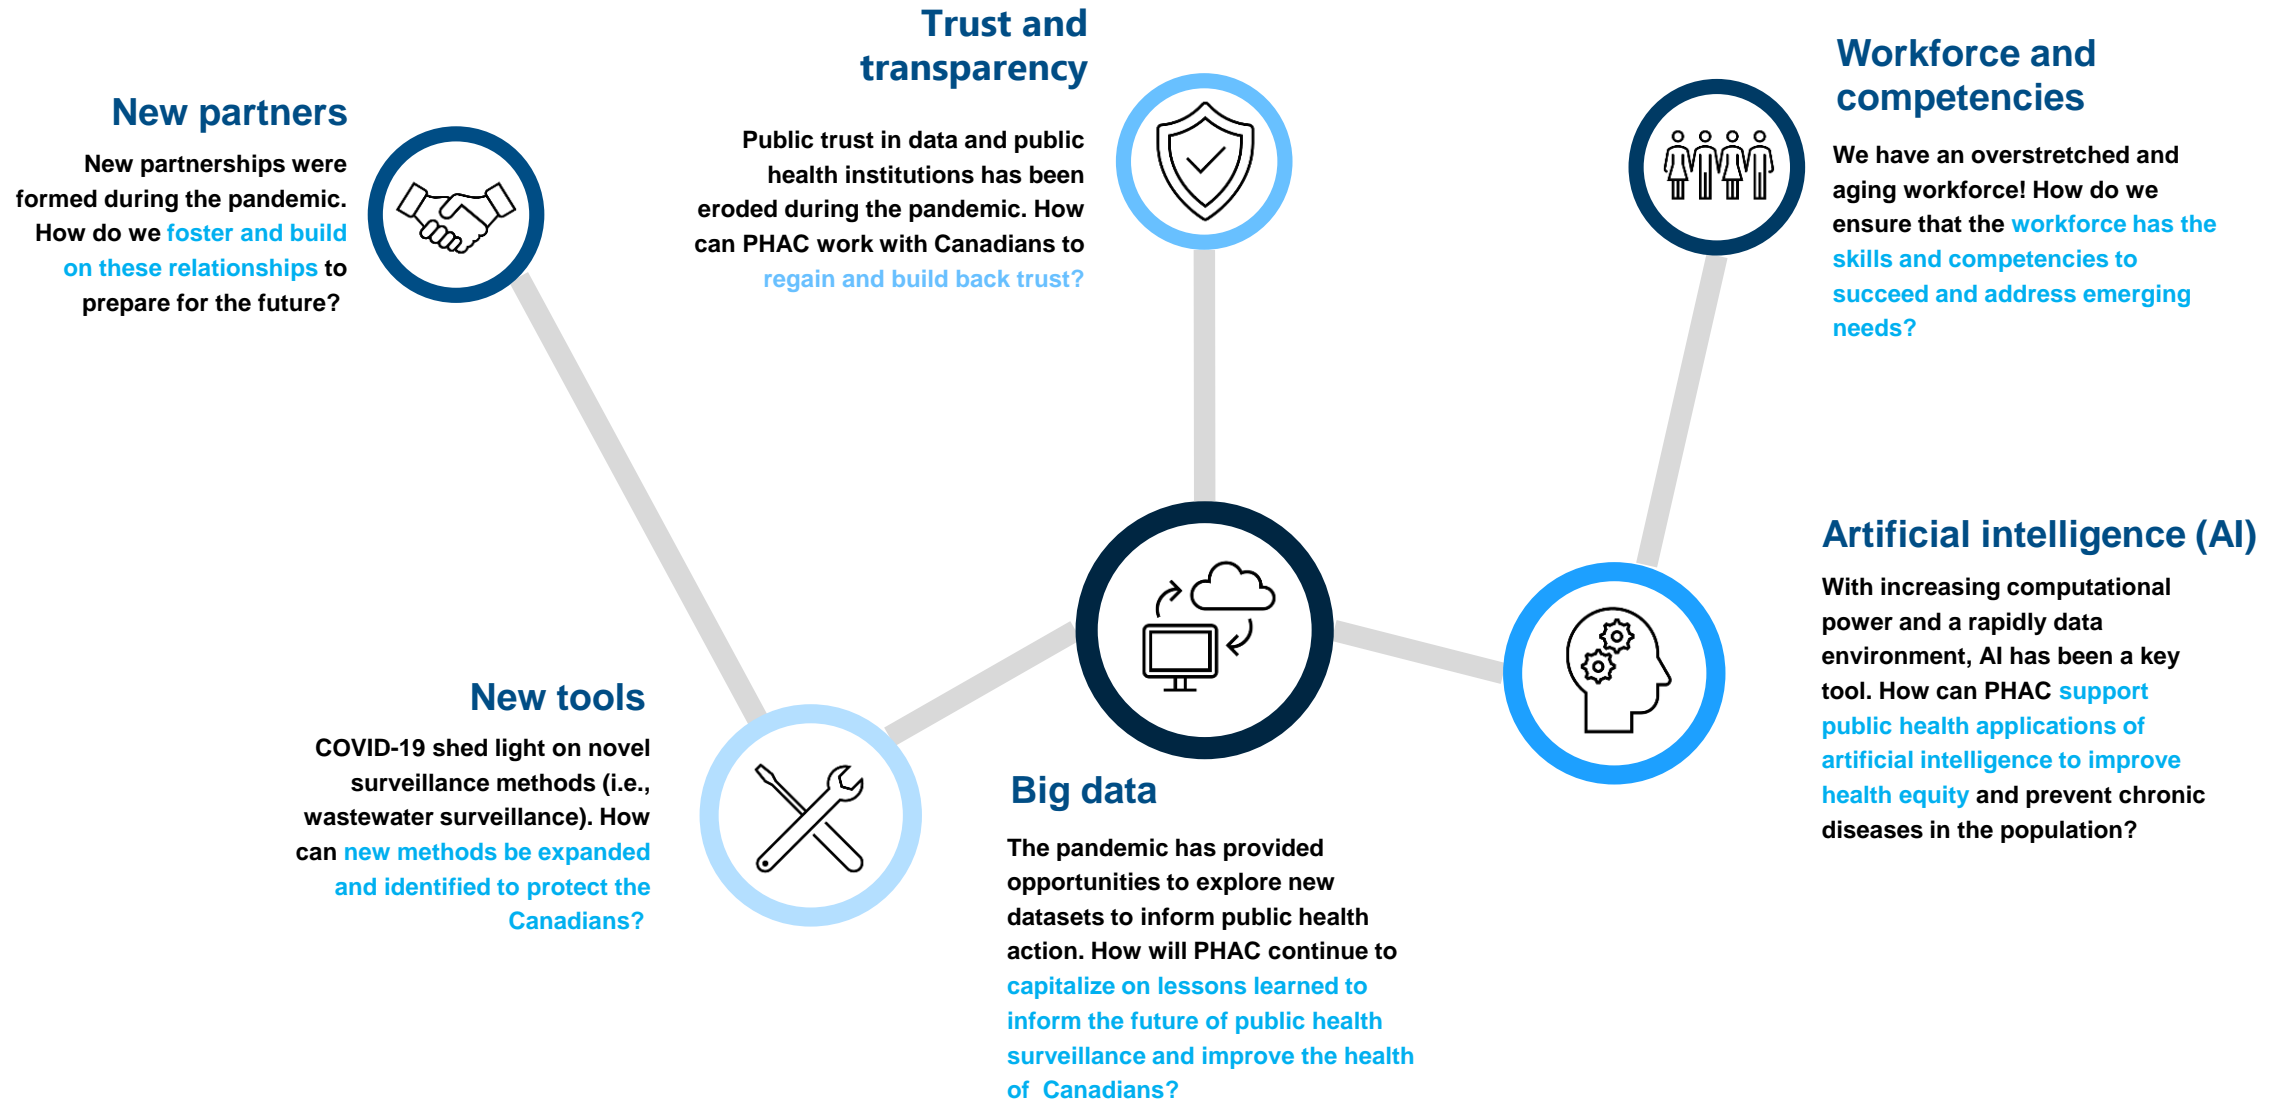 New partners
New partnerships were
formed during the pandemic.
How do we foster and build
on these relationships to
prepare for the future?
Trust and
transparency
Public trust in data and public
health institutions has been
eroded during the pandemic. How
can PHAC work with Canadians to
regain and build back trust?
Workforce and
competencies
We have an overstretched and
aging workforce! How do we
ensure that the workforce has the
skills and competencies to
succeed and address emerging
needs?
New tools
COVID-19 shed light on novel
surveillance methods (i.e.,
wastewater surveillance). How
can new methods be expanded
and identified to protect the
Canadians?
Big data
The pandemic has provided
opportunities to explore new
datasets to inform public health
action. How will PHAC continue to
capitalize on lessons learned to
inform the future of public health
surveillance and improve the health
of  Canadians?
Artificial intelligence (AI)
With increasing computational
power and a rapidly data
environment, AI has been a key
tool. How can PHAC support
public health applications of
artificial intelligence to improve
health equity and prevent chronic
diseases in the population?